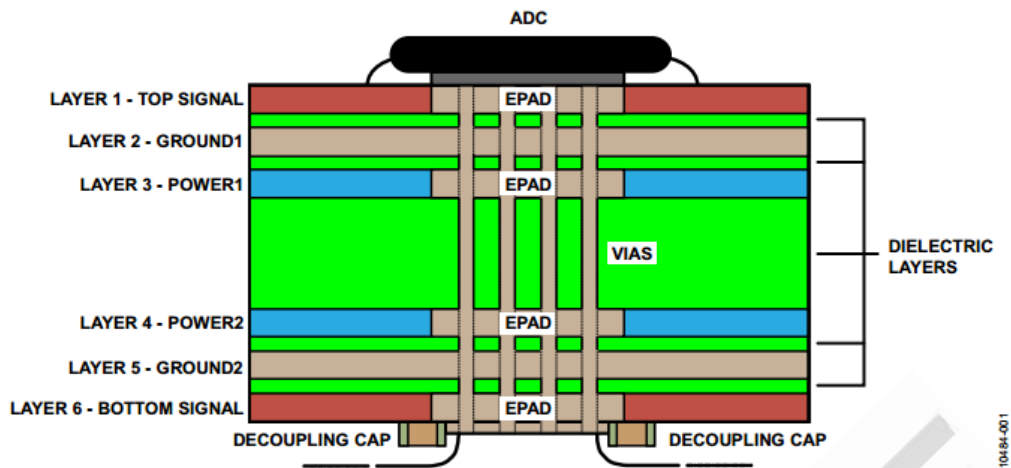 ADC
LAYER 1 - TOP SIGNAL
EPAD
LAYER 2 - GROUND1
LAYER 3 - POWER1
EPAD
VIAS
DIELECTRIC
LAYERS
LAYER 4 - POWER2
EPAD
LAYER 5 - GROUND2
LAYER 6 - BOTTOM SIGNAL
EPAD
DECOUPLING CAP
DECOUPLING CAP
10484-001